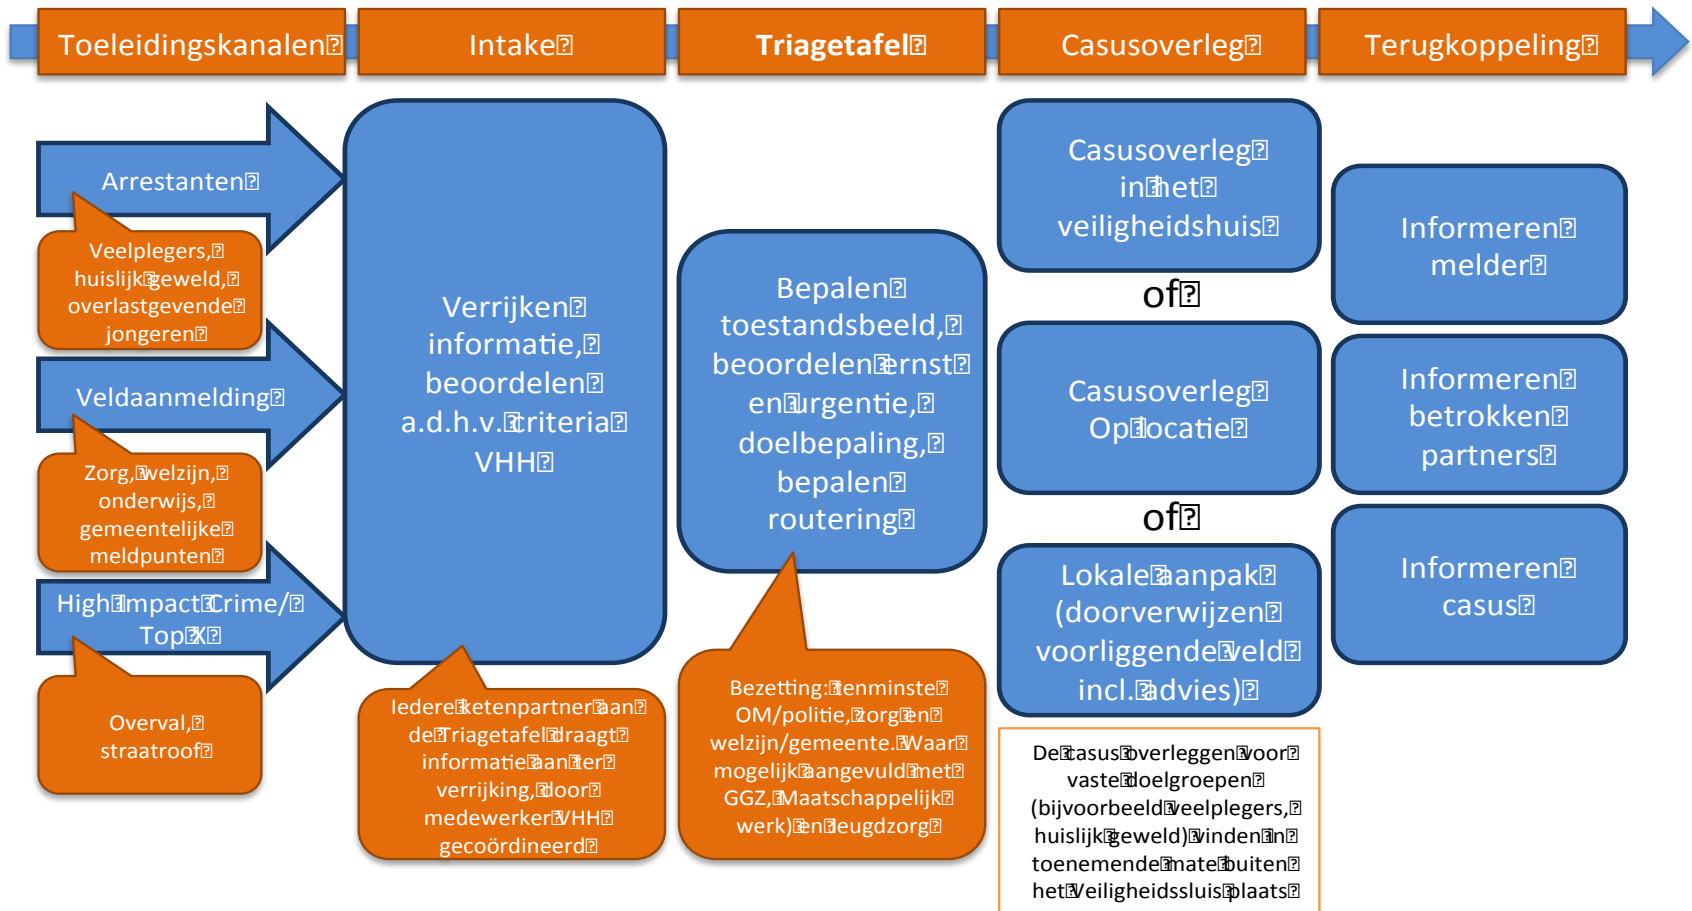 Toeleidingskanalen
Intake
Triagetafel
Casusoverleg
Terugkoppeling
Arrestanten
Veelplegers,
huislijk geweld,
overlastgevende
jongeren
Veldaanmelding
Zorg, welzijn,
onderwijs,
gemeentelijke
meldpunten
High Impact Crime/
Top X
Overval,
straatroof
Verrijken
informatie,
beoordelen
a.d.h.v. criteria
VHH
Iedere ketenpartner aan
de Triagetafel draagt
informatie aan ter
verrijking, door
medewerker VHH
gecoördineerd
Bepalen
toestandsbeeld,
beoordelen ernst
en urgentie,
doelbepaling,
bepalen
routering
Bezetting: tenminste
OM/politie, zorg en
welzijn/gemeente. Waar
mogelijk aangevuld met
GGZ, Maatschappelijk
werk) en Jeugdzorg
Casusoverleg
in het
veiligheidshuis
of
Casusoverleg
Op locatie
of
Lokale aanpak
(doorverwijzen
voorliggende veld
incl. advies)
De casus overleggen voor
vaste doelgroepen
(bijvoorbeeld veelplegers,
huislijk geweld) vinden in
toenemende mate buiten
het Veiligheidssluis plaats
Informeren
melder
Informeren
betrokken
partners
Informeren
casus